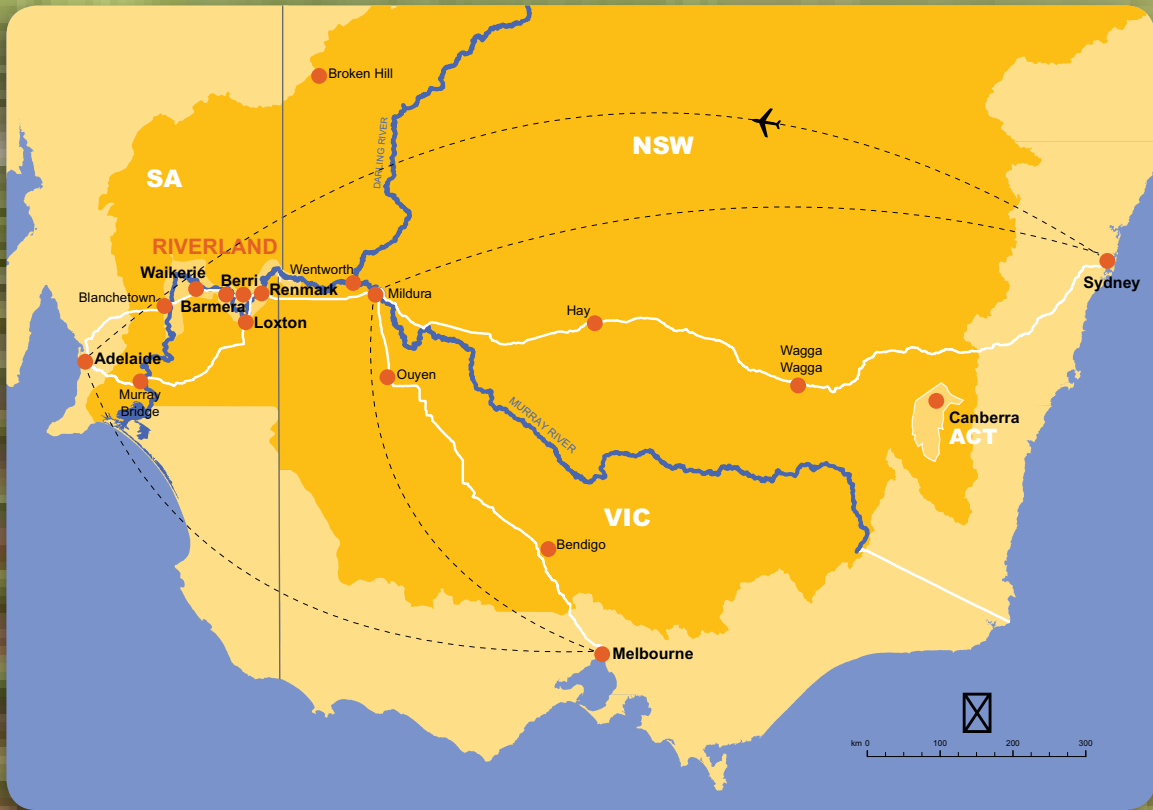 Broken Hill
DARLING RIVER
NSW
SA
RIVERLAND
Waikerie
Berri
Wentworth
Renmark
Mildura
Sydney
Blanchetown
Barmera
Loxton
Hay
Adelaide
Wagga
Wagga
Ouyen
Murray
Bridge
MURRAY RIVER
Canberra
ACT
VIC
Bendigo
Melbourne
km 0 100 200 300